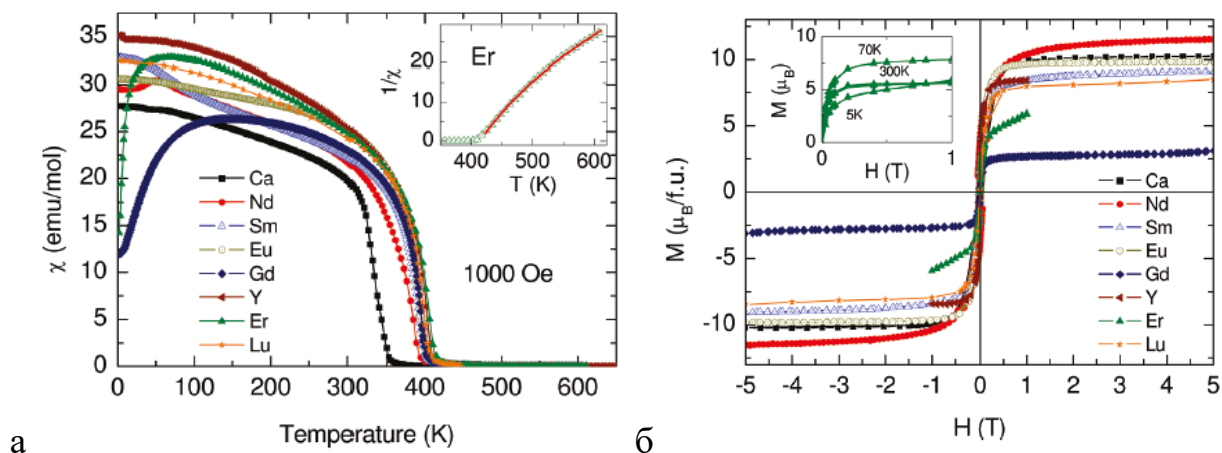 35
30
25
20
15
10
5
0
χ (emu/mol)
0
100
200
300
400
500
600
Temperature (K)
Ca
Nd
Sm
Eu
Gd
Y
Er
Lu
1000 Oe
Er
1/χ
20
10
0
400
500
600
T (K)
а
10
5
0
-5
-10
M (μB/f.u.)
-5
-4
-3
-2
-1
0
1
2
3
4
5
H (T)
10
5
0
M (μB)
70K
300K
5K
0
1
H (T)
Ca
Nd
Sm
Eu
Gd
Y
Er
Lu
б